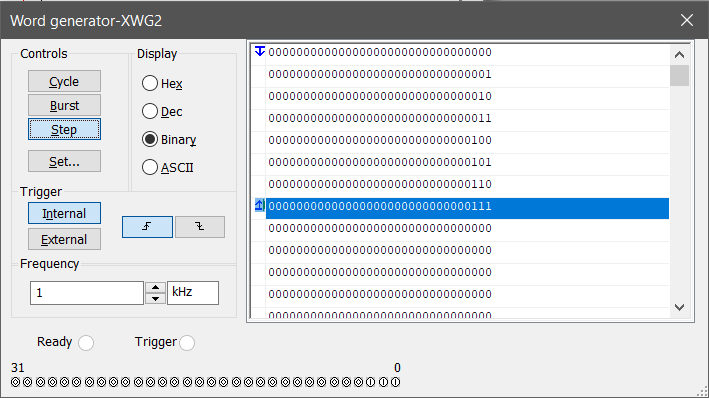 Word generator-XWG2
Controls
Cycle
Burst
Step
Set...
Display
Hex
Dec
Binary
ASCII
Trigger
Internal
External
Frequency
1
kHz
Ready
Trigger
00000000000000000000000000000000
00000000000000000000000000000001
00000000000000000000000000000010
00000000000000000000000000000011
00000000000000000000000000000100
00000000000000000000000000000101
00000000000000000000000000000110
00000000000000000000000000000111
00000000000000000000000000000000
00000000000000000000000000000000
00000000000000000000000000000000
00000000000000000000000000000000
00000000000000000000000000000000
31
0
00000000000000000000000000000111